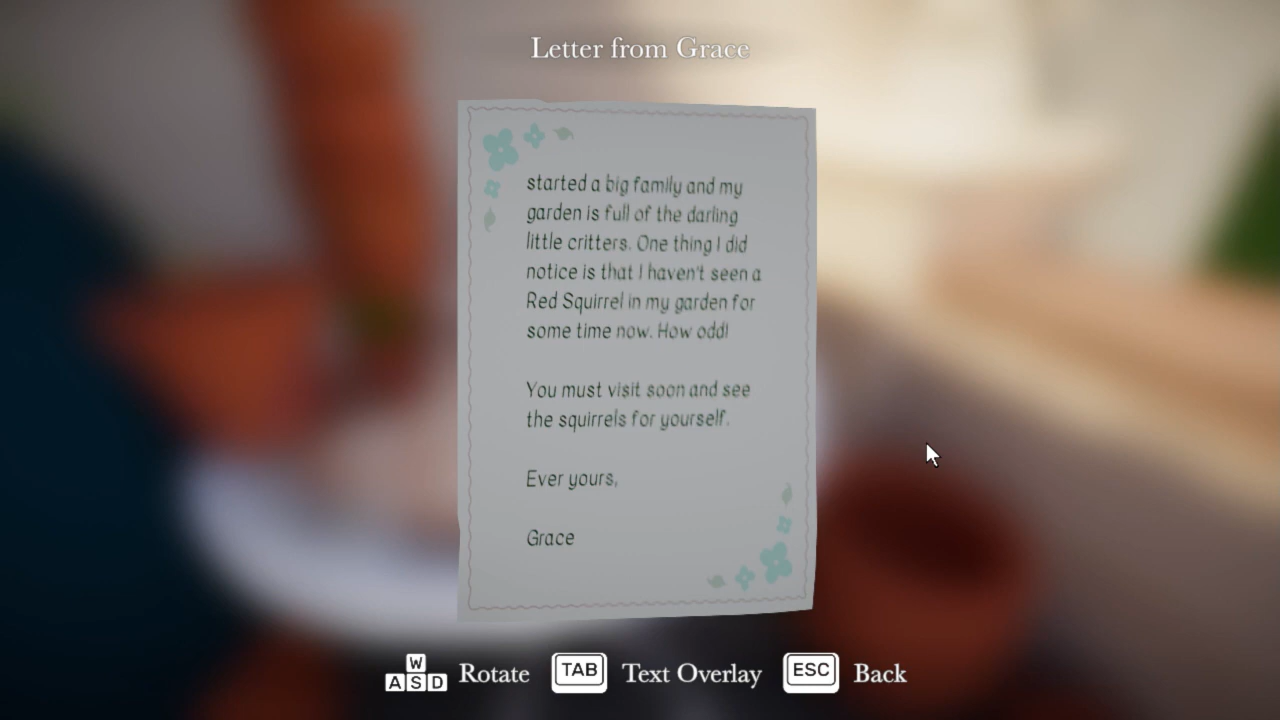 Letter from Grace
started a big family and my
garden is full of the darling
little critters. One thing I did
notice is that I haven't seen a
Red Squirrel in my garden for
some time now. How odd!
You must visit soon and see
the squirrels for yourself.
Ever yours,
Grace
W
A S D Rotate TAB Text Overlay ESC Back